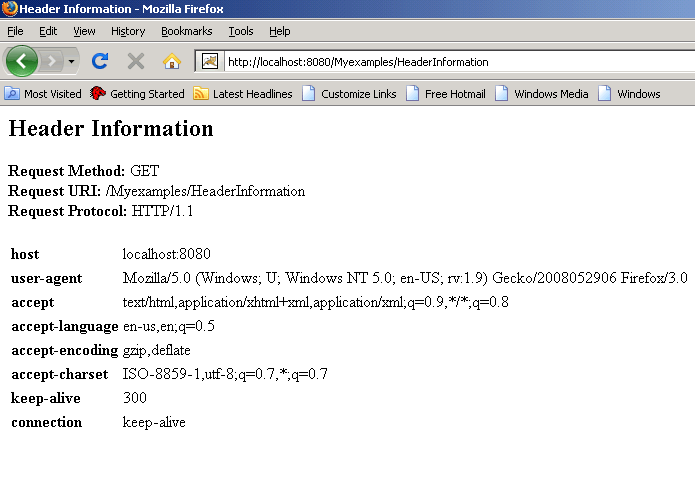 Header Information - Mozilla Firefox
File Edit View History Bookmarks Tools Help
http://localhost:8080/Myexamples/HeaderInformation
Most Visited Getting Started Latest Headlines Customize Links Free Hotmail Windows Media Windows
Header Information
Request Method: GET
Request URI: /Myexamples/HeaderInformation
Request Protocol: HTTP/1.1
host localhost:8080
user-agent Mozilla/5.0 (Windows; U; Windows NT 5.0; en-US; rv:1.9) Gecko/2008052906 Firefox/3.0
accept text/html,application/xhtml+xml,application/xml;q=0.9,*/*;q=0.8
accept-language en-us,en;q=0.5
accept-encoding gzip,deflate
accept-charset ISO-8859-1,utf-8;q=0.7,*;q=0.7
keep-alive 300
connection keep-alive